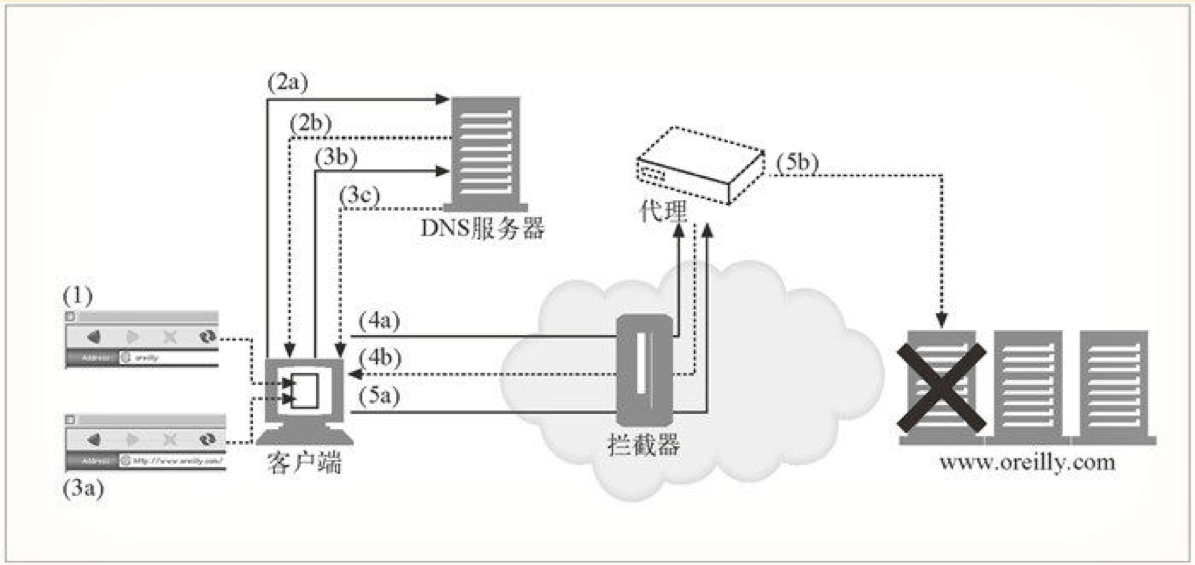 (2a)
(2b)
(3b)
(3c)
DNS服务器
(5b)
代理
(1)
Address oreilly
(4a)
(4b)
(5a)
Address http://www.oreilly.com/
(3a)
客户端
拦截器
www.oreilly.com